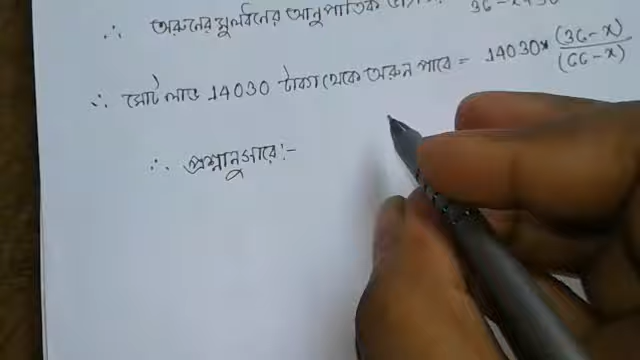 ∴ অরুনের মূলধনের আনুপাতিক
∴ মোট লাভ 14030 টাকা থেকে অরুন পাবে = 14030 * (36-x) / (66-x)
∴ প্রশ্নানুসারে:-